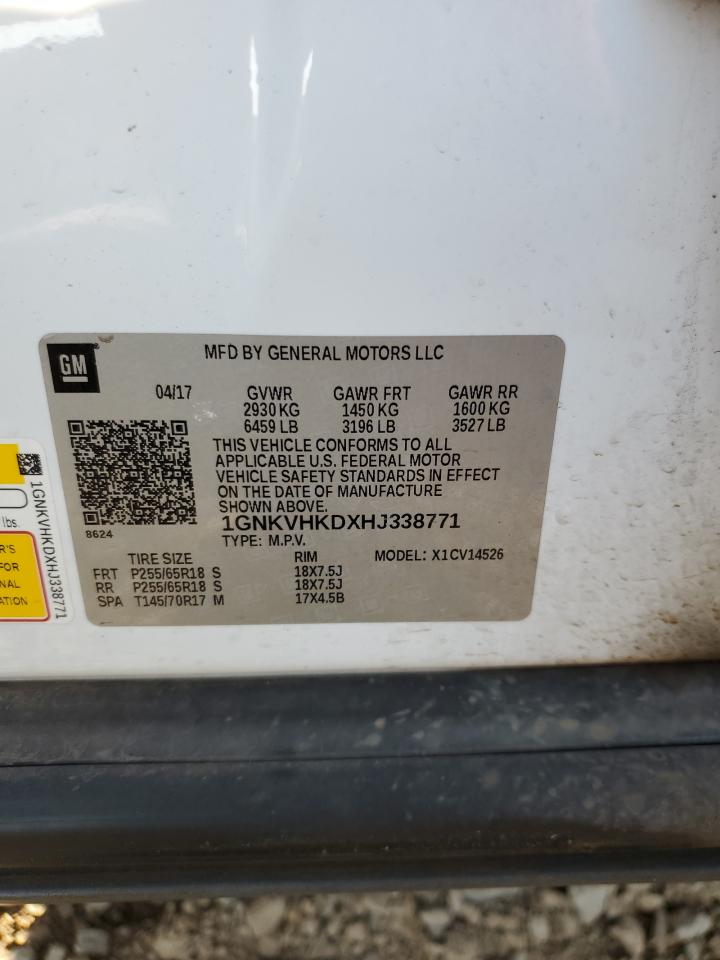 GM
MFD BY GENERAL MOTORS LLC
04/17 GVWR GAWR FRT GAWR RR
2930 KG 1450 KG 1600 KG
6459 LB 3196 LB 3527 LB
THIS VEHICLE CONFORMS TO ALL
APPLICABLE U.S. FEDERAL MOTOR
VEHICLE SAFETY STANDARDS IN EFFECT
ON THE DATE OF MANUFACTURE
SHOWN ABOVE.
8624
1GNKVHKDXHJ338771
TYPE: M.P.V. MODEL: X1CV14526
TIRE SIZE RIM
FRT P255/65R18 S 18X7.5J
RR P255/65R18 S 18X7.5J
SPA T145/70R17 M 17X4.5B
1GNKVHKDXHJ338771
lbs.
R'S
FOR
NAL
ATION